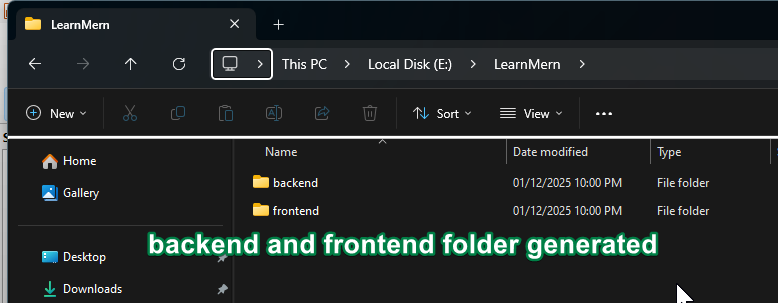 LearnMern
This PC Local Disk (E:) LearnMern
New Sort View
Home
Gallery
Desktop
Downloads
Name Date modified Type
backend 01/12/2025 10:00 PM File folder
frontend 01/12/2025 10:00 PM File folder
backend and frontend folder generated